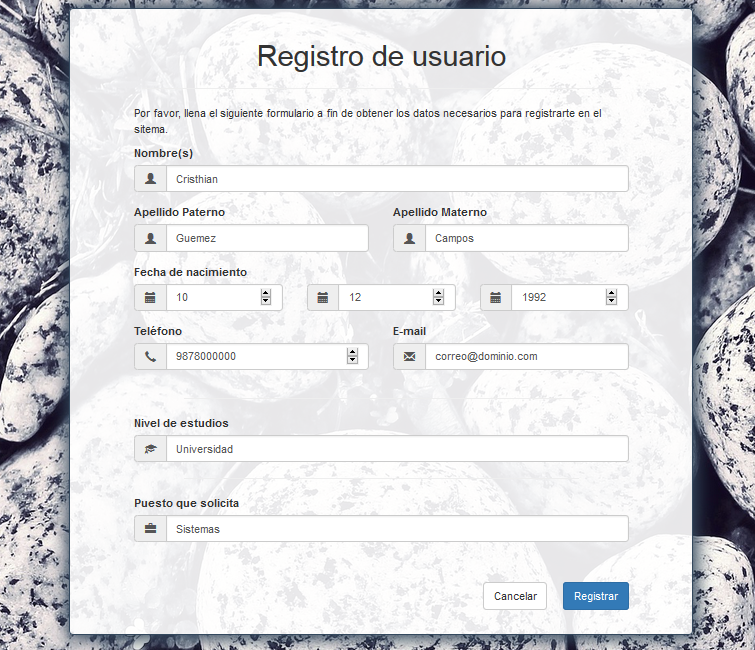 Registro de usuario
Por favor, llena el siguiente formulario a fin de obtener los datos necesarios para registrarte en el
sitema.
Nombre(s)
Cristhian
Apellido Paterno Apellido Materno
Guemez Campos
Fecha de nacimiento
10 12 1992
Teléfono E-mail
9878000000 correo@dominio.com
Nivel de estudios
Universidad
Puesto que solicita
Sistemas
Cancelar Registrar